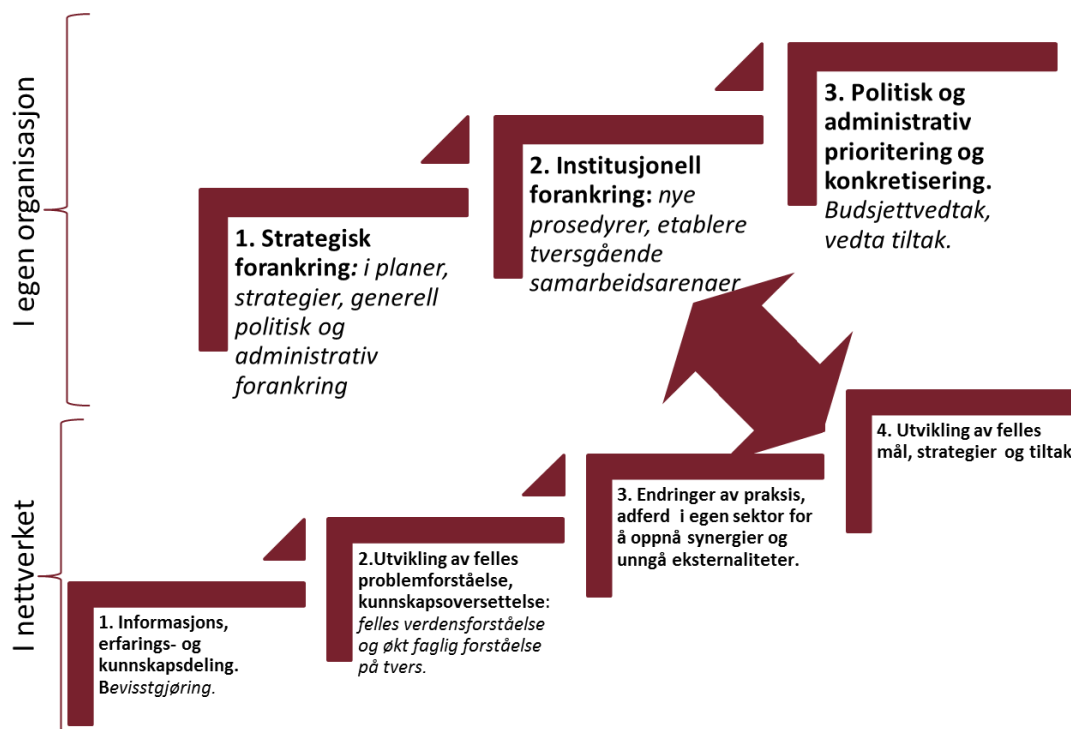 I egen organisasjon
1. Strategisk
forankring: i planer,
strategier, generell
politisk og
administrativ
forankring
2. Institusjonell
forankring: nye
prosedyrer, etablere
tversgående
samarbeidsarenaer
3. Politisk og
administrativ
prioritering og
konkretisering.
Budsjettvedtak,
vedta tiltak.
I nettverket
1. Informasjons,
erfarings- og
kunnskapsdeling.
Bevisstgjøring.
2.Utvikling av felles
problemforståelse,
kunnskapsoversettelse:
felles verdensforståelse
og økt faglig forståelse
på tvers.
3. Endringer av praksis,
adferd i egen sektor for
å oppnå synergier og
unngå eksternaliteter.
4. Utvikling av felles
mål, strategier og tiltak